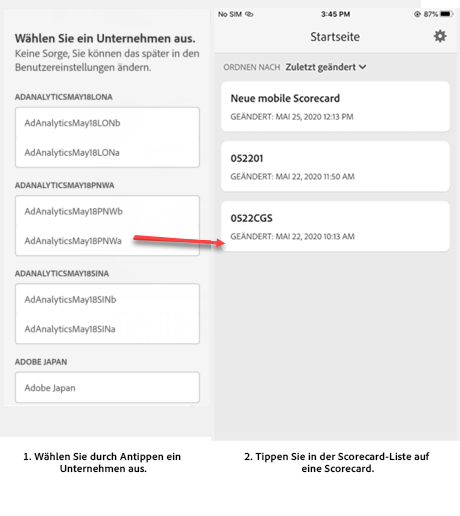 Wählen Sie ein Unternehmen aus.
Keine Sorge, Sie können das später in den
Benutzereinstellungen ändern.
ADANALYTICSMAY18LONA
AdAnalyticsMay18LONb
AdAnalyticsMay18LONa
ADANALYTICSMAY18PNWA
AdAnalyticsMay18PNWb
AdAnalyticsMay18PNWa
ADANALYTICSMAY18SINA
AdAnalyticsMay18SINb
AdAnalyticsMay18SINa
ADOBE JAPAN
Adobe Japan
1. Wählen Sie durch Antippen ein
Unternehmen aus.
No SIM 3:45 PM 87%
Startseite
ORDNEN NACH Zuletzt geändert
Neue mobile Scorecard
GEÄNDERT: MAI 25, 2020 12:13 PM
052201
GEÄNDERT: MAI 22, 2020 11:50 AM
0522CGS
GEÄNDERT: MAI 22, 2020 10:13 AM
2. Tippen Sie in der Scorecard-Liste auf
eine Scorecard.